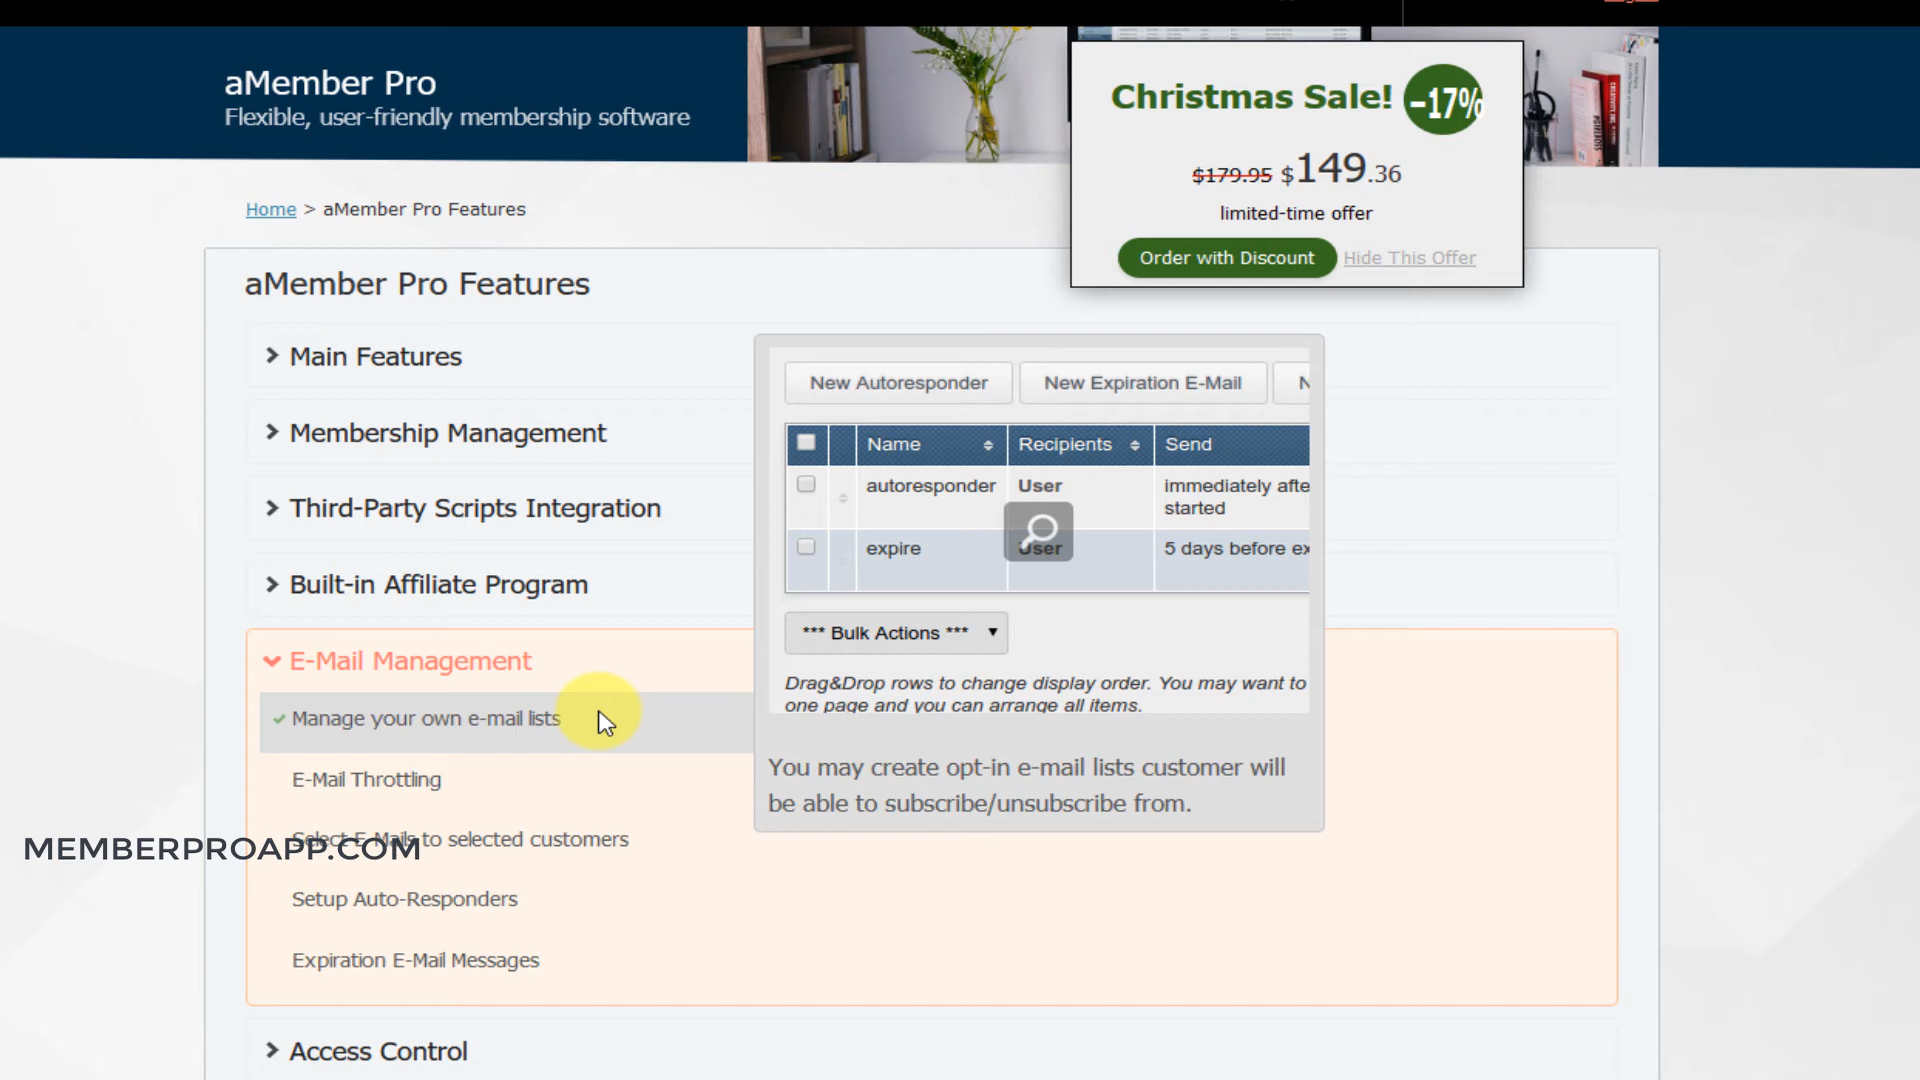 aMember Pro
Flexible, user-friendly membership software
Christmas Sale! -17%
$179.95 $149.36
limited-time offer
Order with Discount Hide This Offer
Home > aMember Pro Features
aMember Pro Features
Main Features
Membership Management
Third-Party Scripts Integration
Built-in Affiliate Program
E-Mail Management
Manage your own e-mail lists
E-Mail Throttling
Select E-Mails to selected customers
Setup Auto-Responders
Expiration E-Mail Messages
Access Control
New Autoresponder New Expiration E-Mail N
Name Recipients Send
autoresponder User immediately afte
started
expire User 5 days before ex
*** Bulk Actions ***
Drag&Drop rows to change display order. You may want to
one page and you can arrange all items.
You may create opt-in e-mail lists customer will
be able to subscribe/unsubscribe from.
MEMBERPROAPP.COM